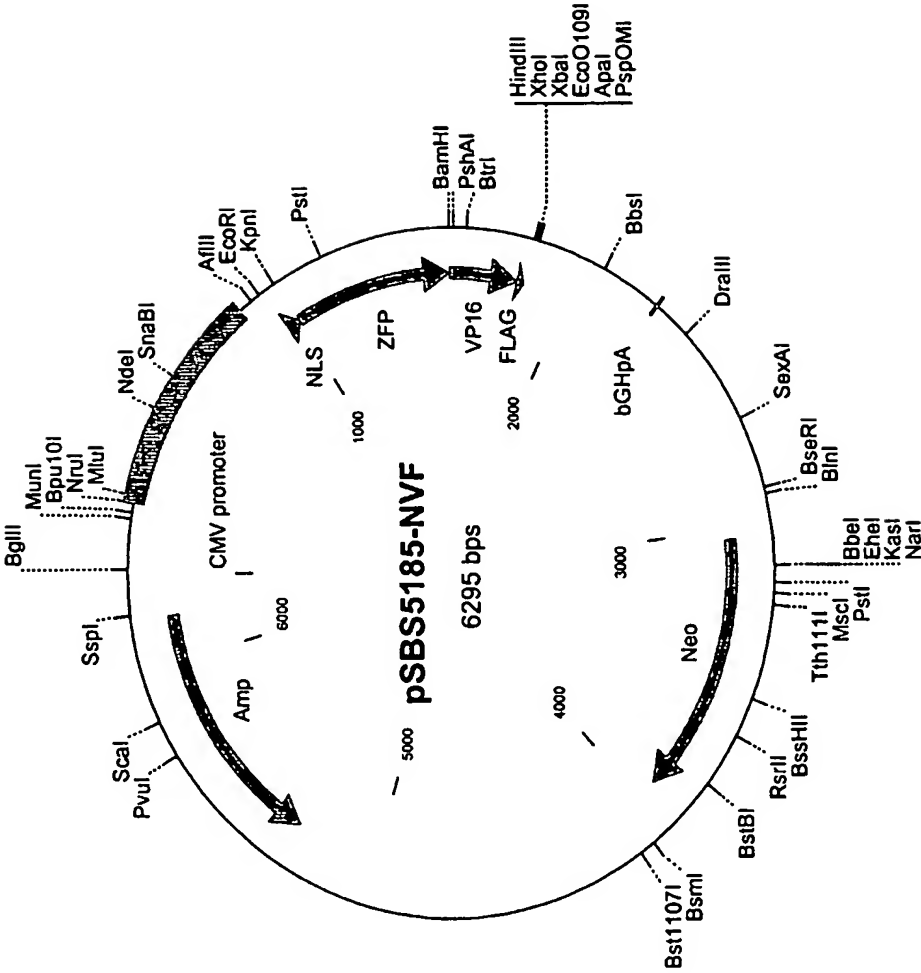 BglII
MunI
Bpu10I
NruI
MluI
NdeI
SnaBI
AflII
EcoRI
KpnI
PstI
BamHI
PshAI
BtrI
HindIII
XhoI
XbaI
EcoO109I
ApaI
PspOMI
BbsI
DraIII
SexAI
BseRI
BlnI
BbeI
EheI
KasI
NarI
PstI
MscI
Tth111I
BssHII
RsrII
BstBI
BsmI
Bst1107I
PvuI
ScaI
SspI
CMV promoter
NLS
ZFP
VP16
FLAG
bGHpA
Neo
Amp
1000
2000
3000
4000
5000
6000
pSBS5185-NVF
6295 bps